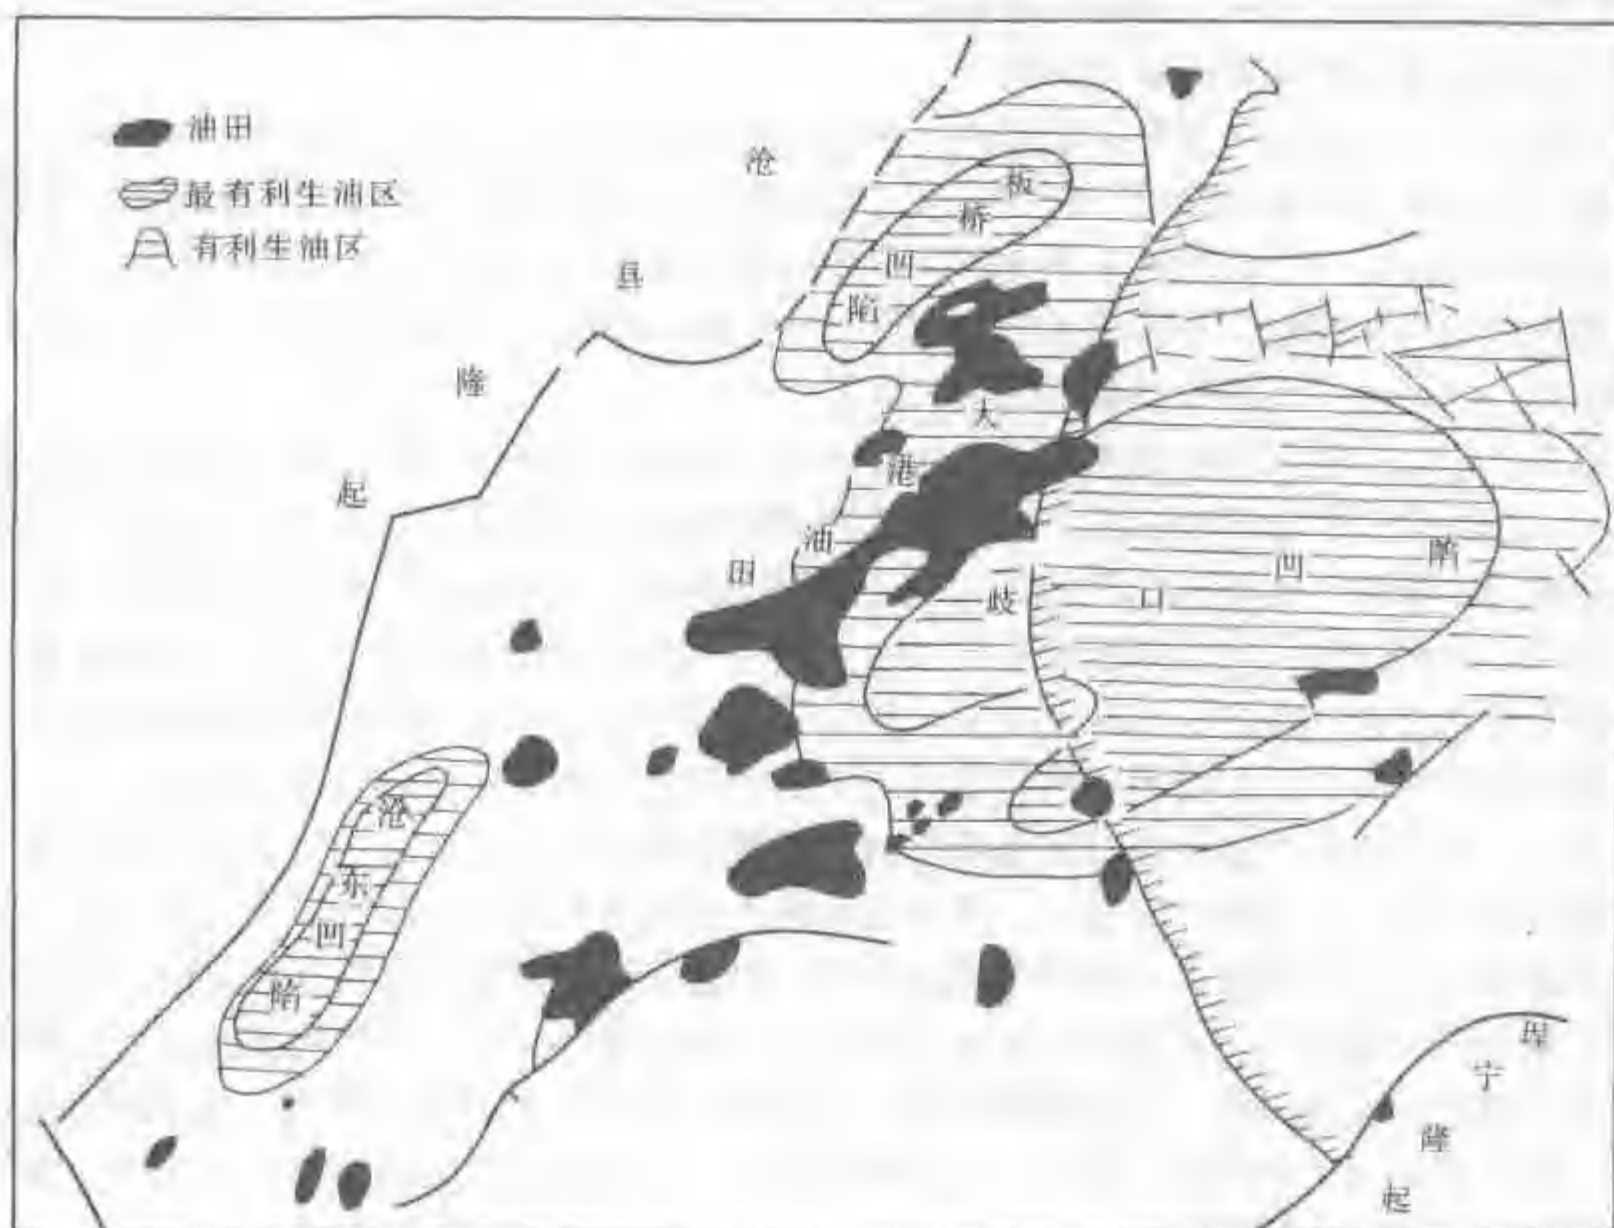 油田
最有利生油区
有利生油区
沧县隆起
板桥凹陷
大港油田
歧口凹陷
沧东凹陷
埕宁隆起